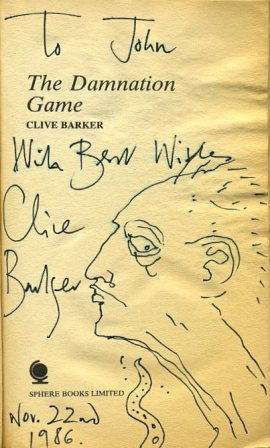 To John
The Damnation
Game
CLIVE BARKER
With Best Wishes
Clive
Barker
SPHERE BOOKS LIMITED
Nov. 22nd
1986.